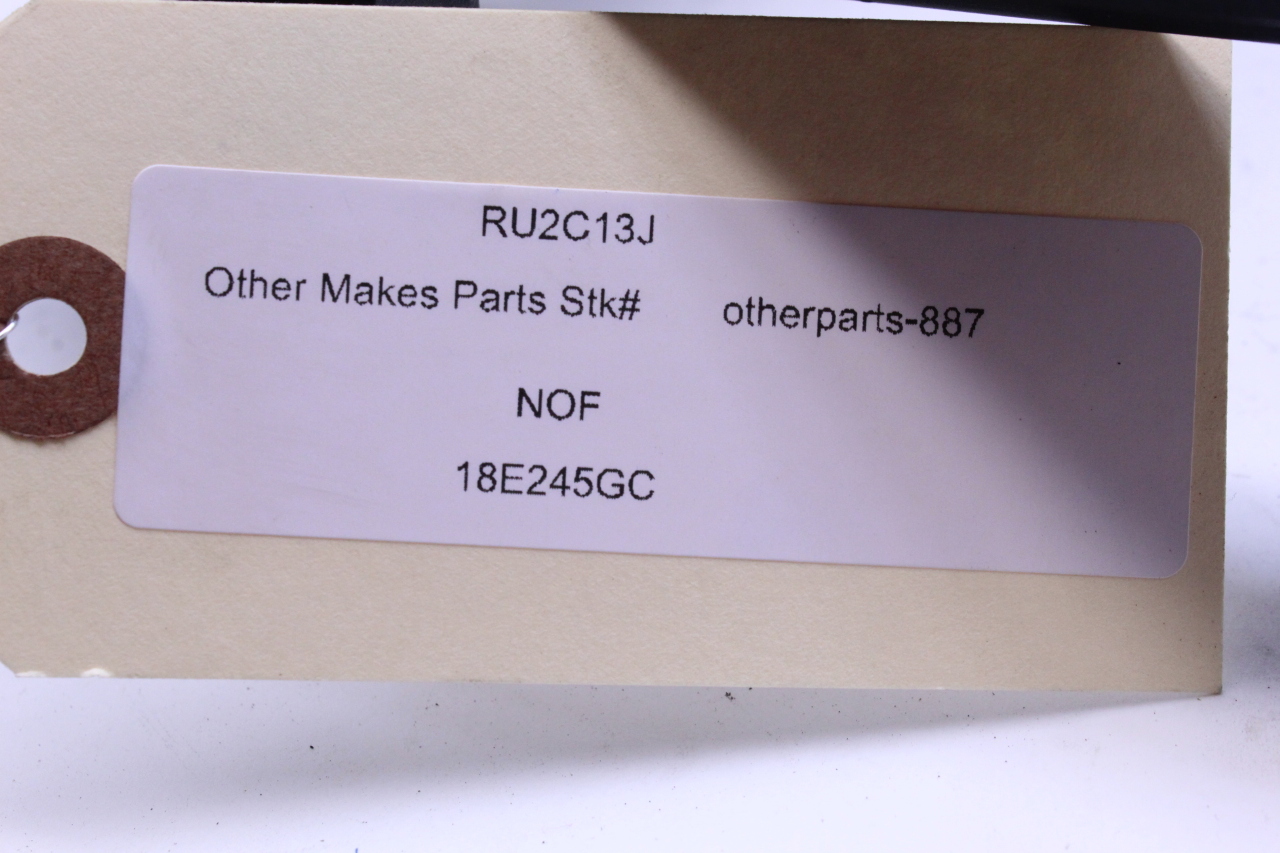 RU2C13J
Other Makes Parts Stk# otherparts-887
NOF
18E245GC